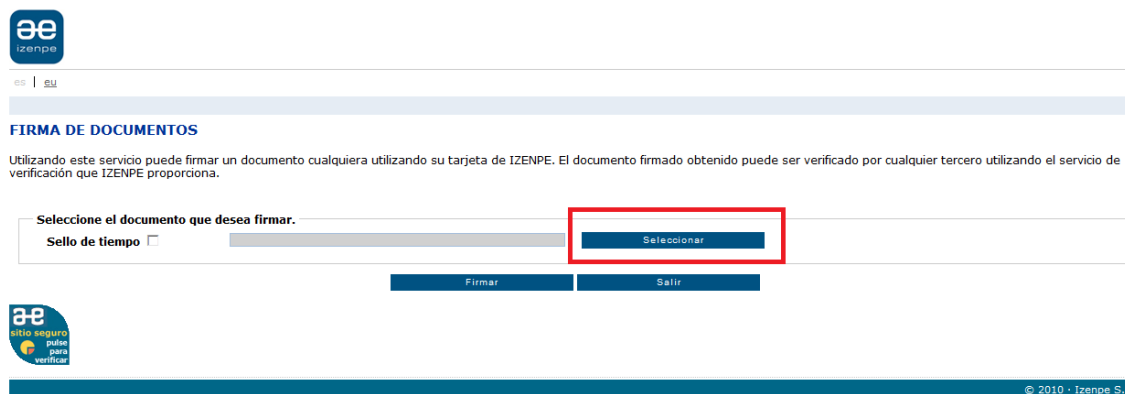 izenpe
es | eu
FIRMA DE DOCUMENTOS
Utilizando este servicio puede firmar un documento cualquiera utilizando su tarjeta de IZENPE. El documento firmado obtenido puede ser verificado por cualquier tercero utilizando el servicio de
verificación que IZENPE proporciona.
Seleccione el documento que desea firmar.
Sello de tiempo Seleccionar
Firmar Salir
sitio seguro
pulse
para
verificar
© 2010 · Izenpe S.